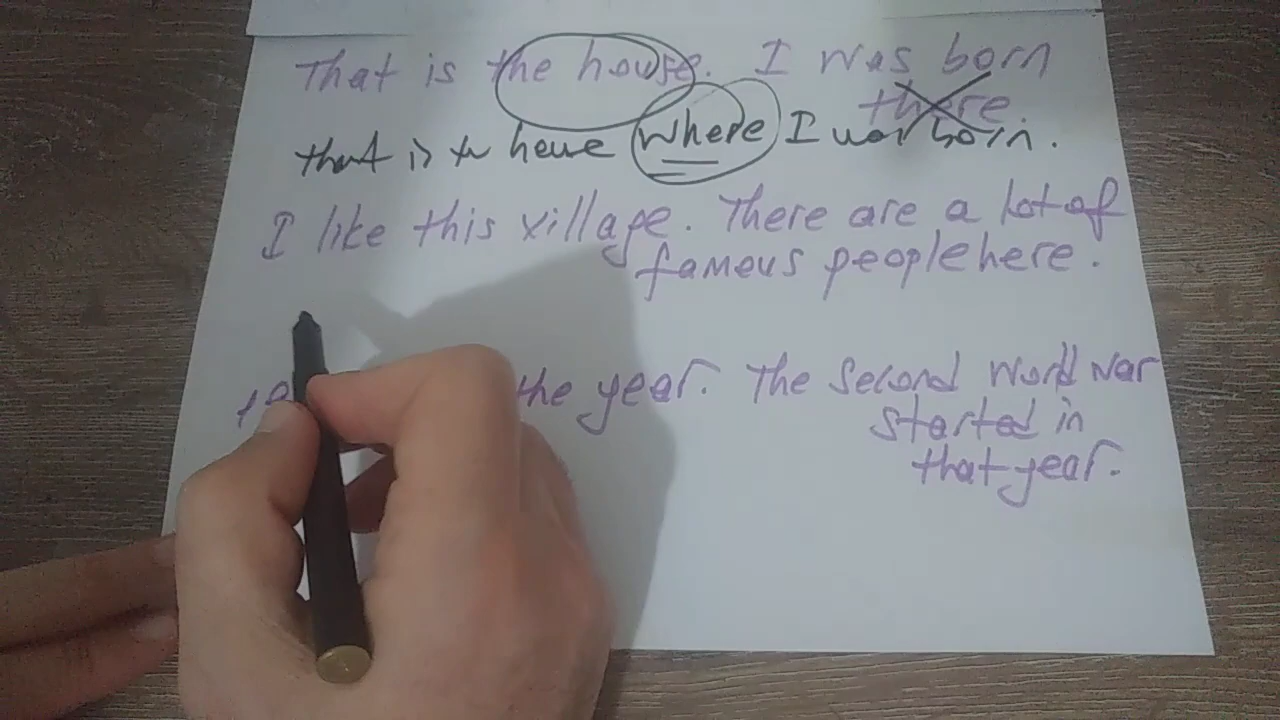 That is the house. I was born
there.
that is the house where I was born.
I like this village. There are a lot of
famous people here.
the year. The Second World War
started in
that year.